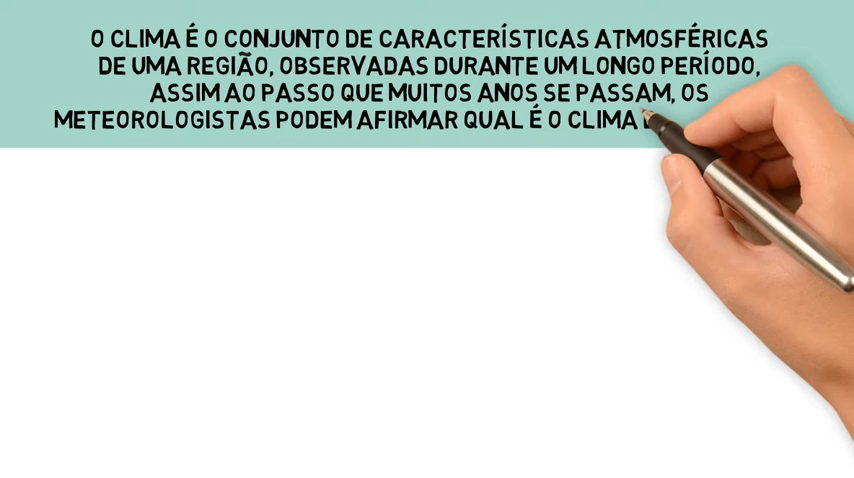 O CLIMA É O CONJUNTO DE CARACTERÍSTICAS ATMOSFÉRICAS
DE UMA REGIÃO, OBSERVADAS DURANTE UM LONGO PERÍODO,
ASSIM AO PASSO QUE MUITOS ANOS SE PASSAM, OS
METEOROLOGISTAS PODEM AFIRMAR QUAL É O CLIMA